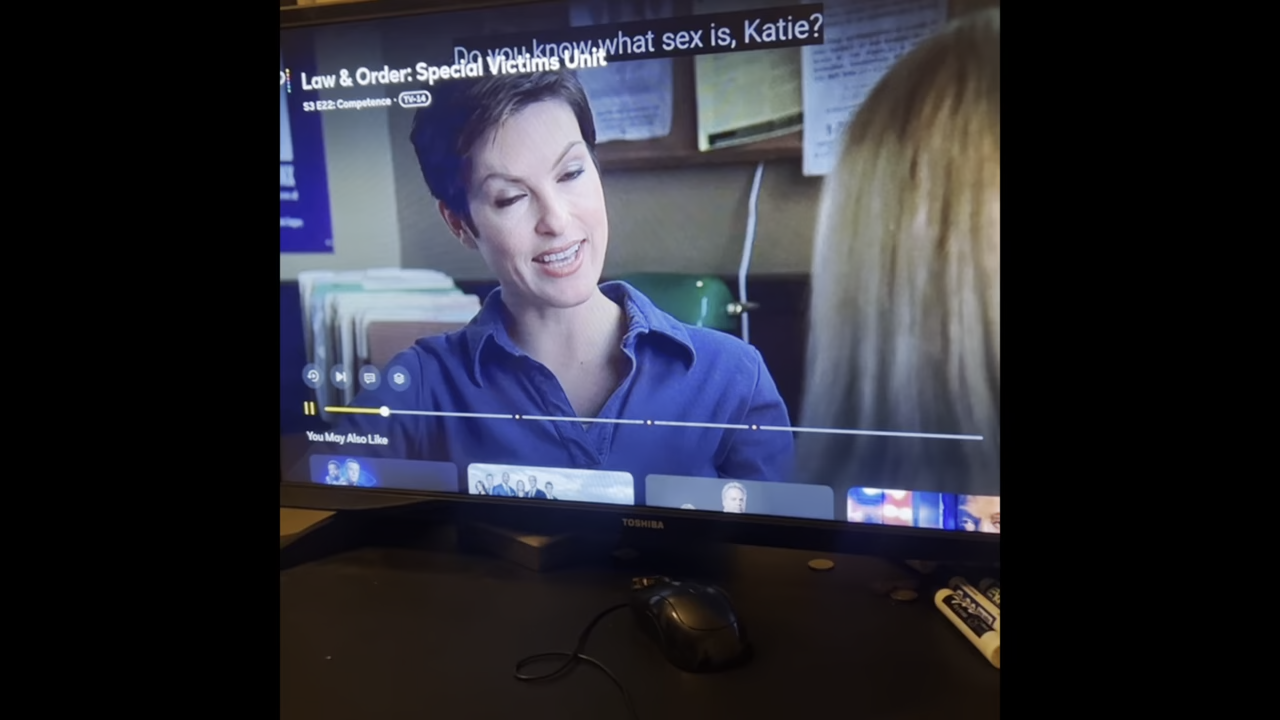 Do you know what sex is, Katie?
Law & Order: Special Victims Unit
S3 E22: Competence · TV-14
You May Also Like
TOSHIBA